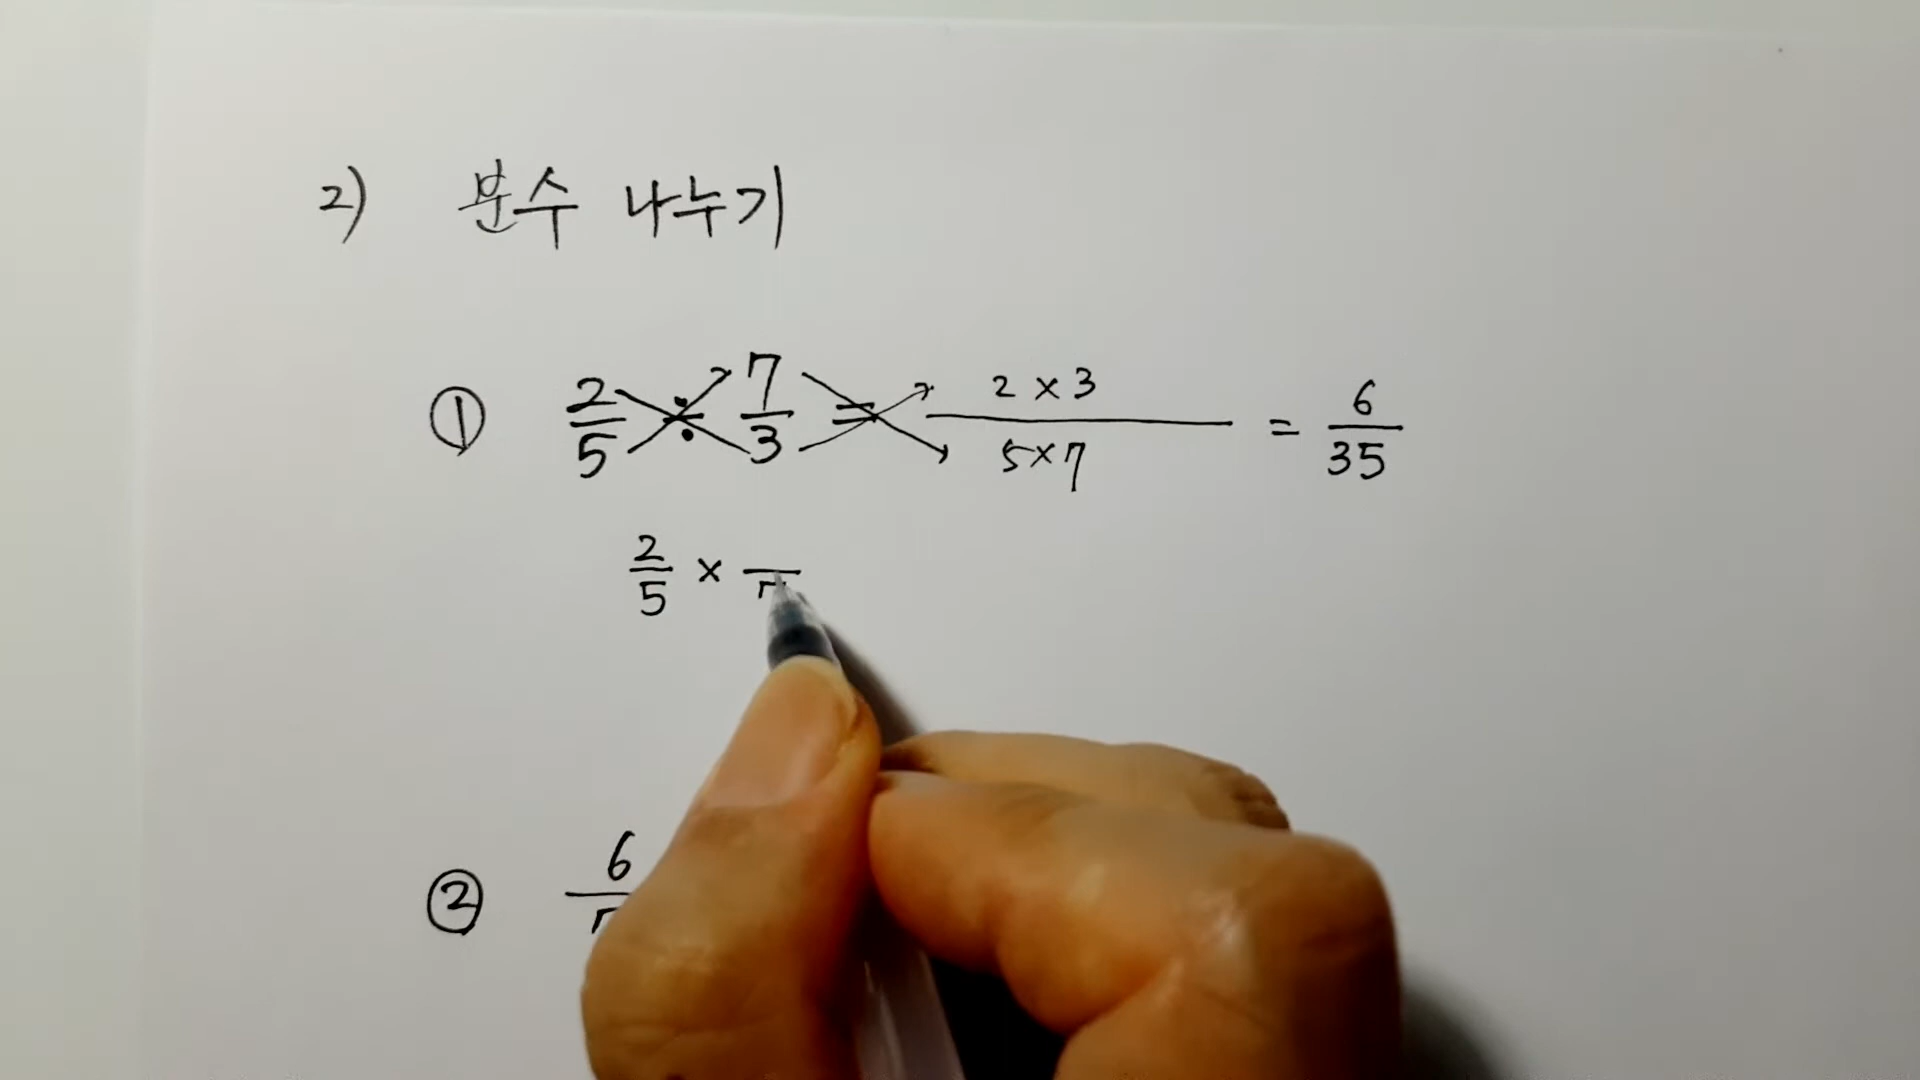 2) 분수 나누기
① 2/5 ÷ 7/3 = 2×3/5×7 = 6/35
2/5 ×
② 6